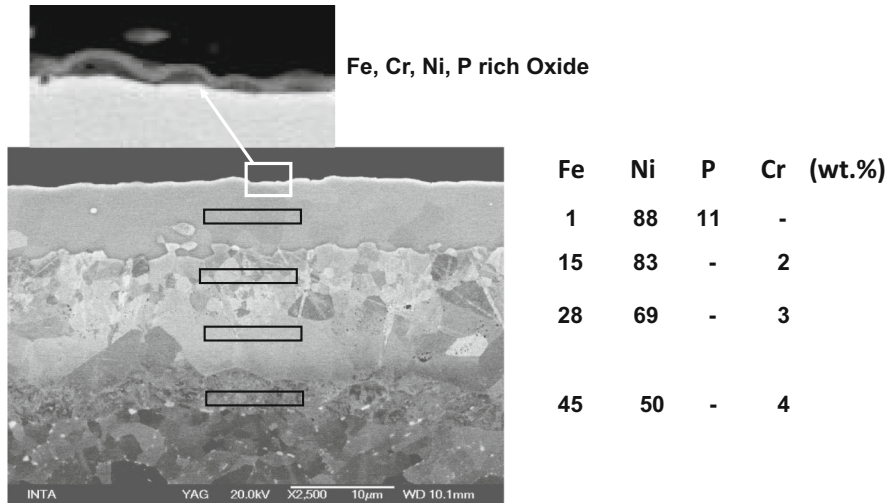 Fe, Cr, Ni, P rich Oxide
Fe Ni P Cr (wt.%)
1 88 11 -
15 83 - 2
28 69 - 3
45 50 - 4
INTA YAG 20.0kV X2,500 10μm WD 10.1mm